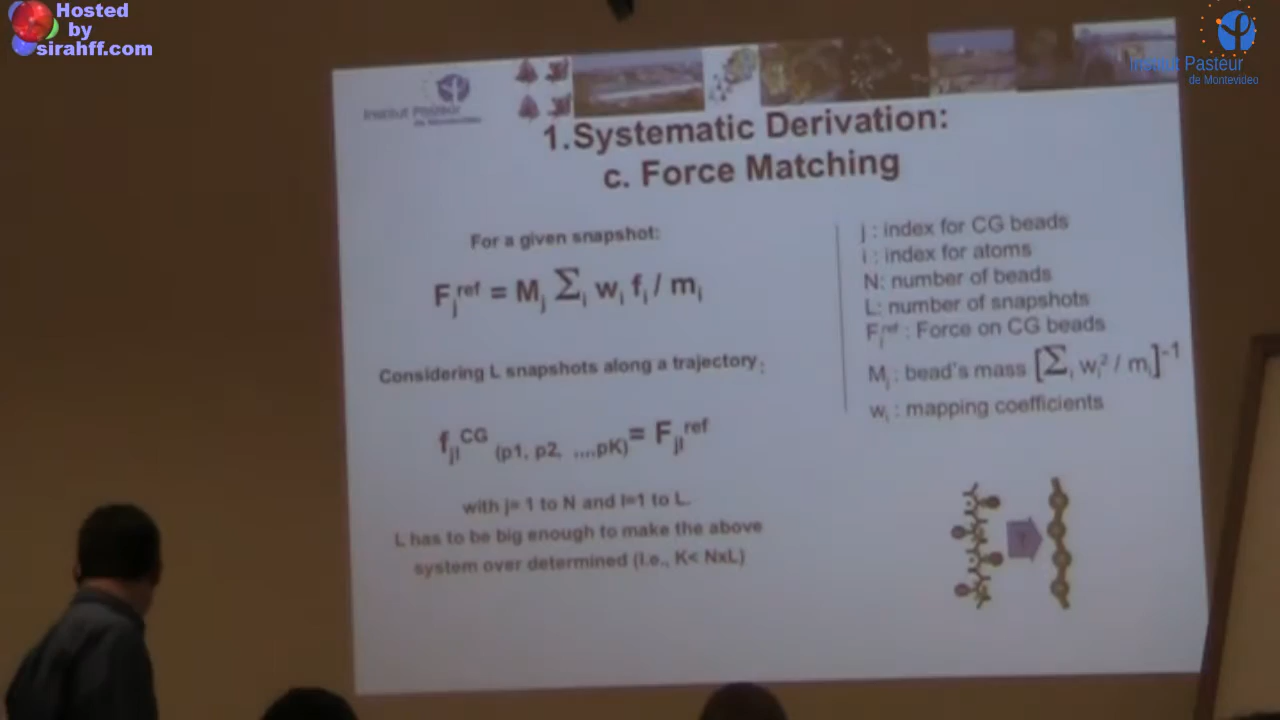 Hosted
by
sirahff.com
Institut Pasteur
de Montevideo
Institut Pasteur
de Montevideo
1.Systematic Derivation:
c. Force Matching
For a given snapshot:
Fⱼʳᵉᶠ = Mⱼ Σᵢ wᵢ fᵢ / mᵢ
Considering L snapshots along a trajectory:
fⱼₗᶜᴳ (p1, p2, ....pK) = Fⱼₗʳᵉᶠ
with j= 1 to N and l=1 to L.
L has to be big enough to make the above
system over determined (I.e., K< NxL)
j : index for CG beads
i : index for atoms
N: number of beads
L: number of snapshots
Fⱼʳᵉᶠ : Force on CG beads
Mⱼ : bead's mass [Σᵢ wᵢ² / mᵢ]⁻¹
wᵢ : mapping coefficients
?